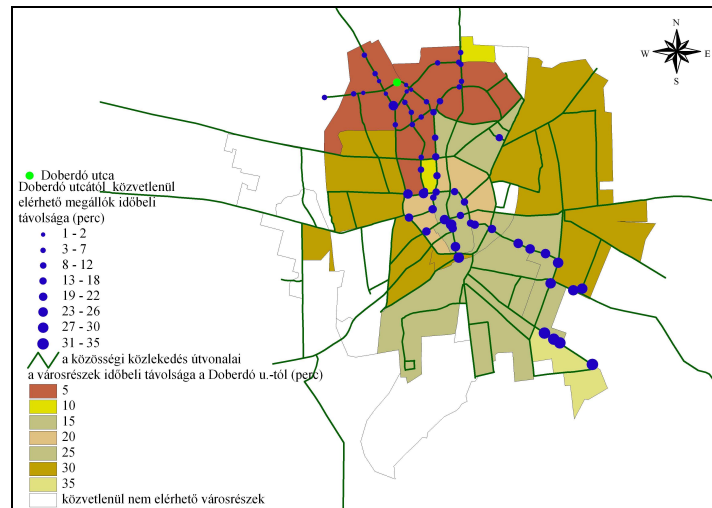 N
W E
S
Doberdó utca
Doberdó utcától közvetlenül
elérhető megállók időbeli
távolsága (perc)
1 - 2
3 - 7
8 - 12
13 - 18
19 - 22
23 - 26
27 - 30
31 - 35
a közösségi közlekedés útvonalai
a városrészek időbeli távolsága a Doberdó u.-tól (perc)
5
10
15
20
25
30
35
közvetlenül nem elérhető városrészek